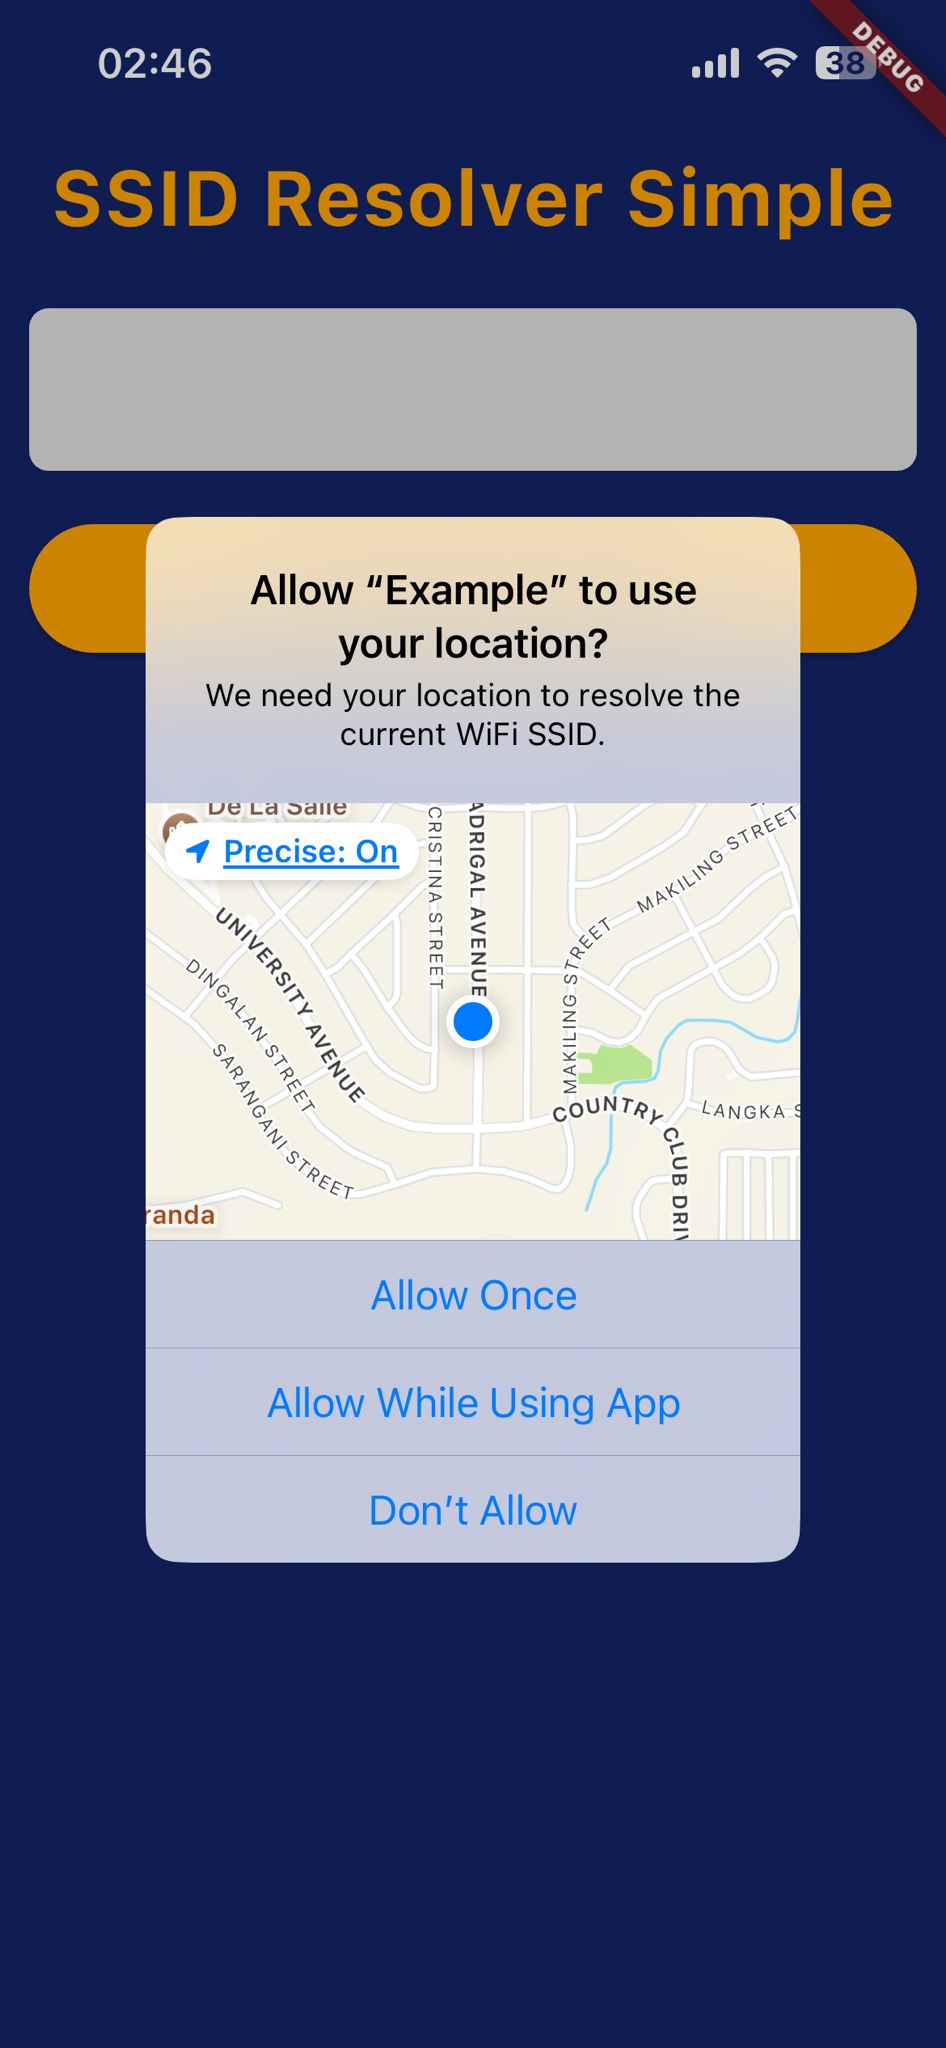 02:46
38
DEBUG
SSID Resolver Simple
Allow “Example” to use
your location?
We need your location to resolve the
current WiFi SSID.
De La Salle
Precise: On
CRISTINA STREET
ADRIGAL AVENUE
MAKILING STREET
UNIVERSITY AVENUE
DINGALAN STREET
MAKILING STREET
SARANGANI STREET
COUNTRY CLUB DRIV
LANGKA S
randa
Allow Once
Allow While Using App
Don’t Allow